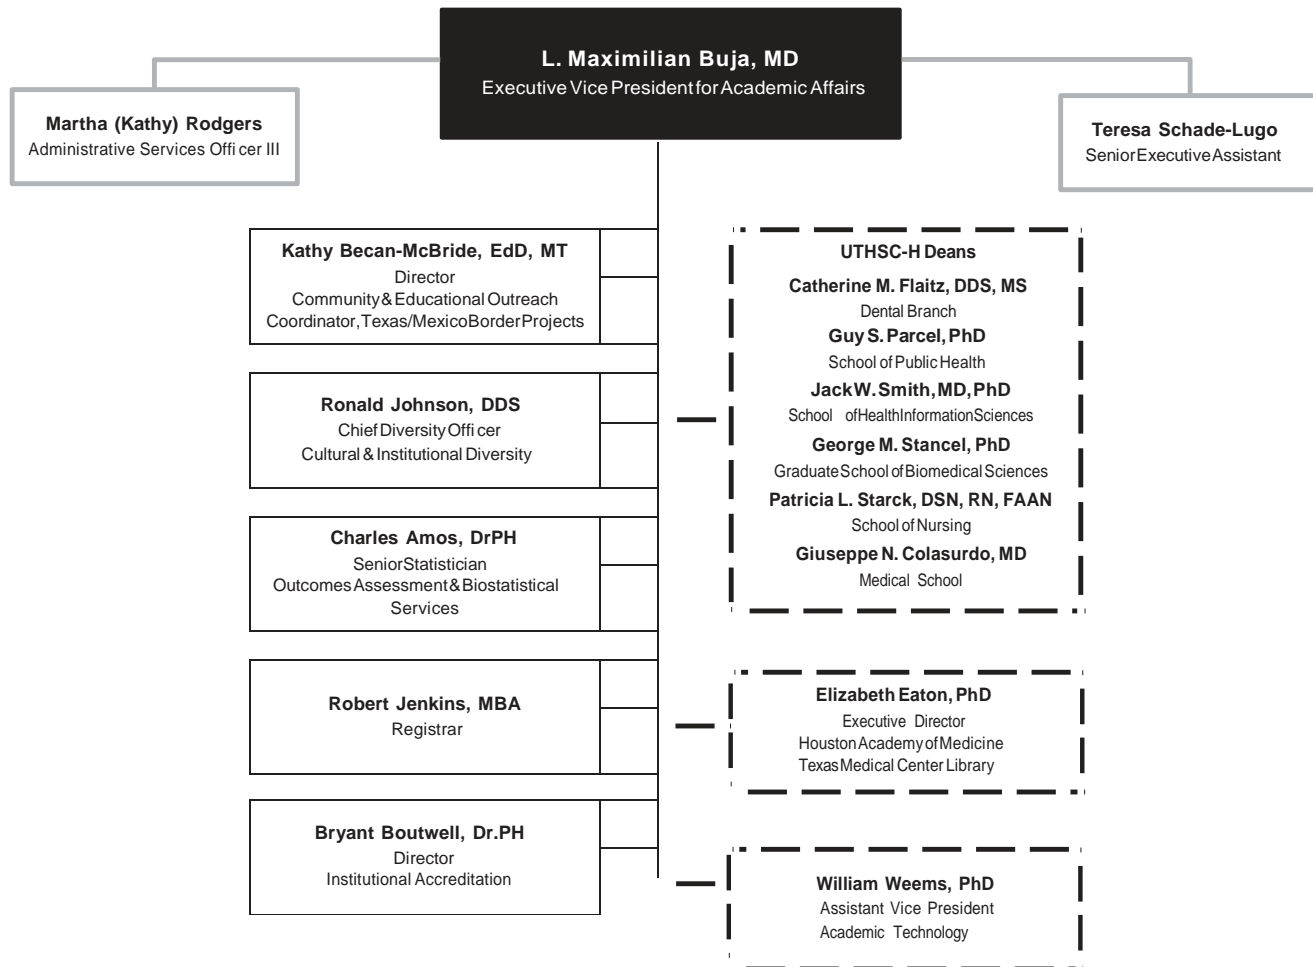 L. Maximilian Buja, MD
Executive Vice President for Academic Affairs
Martha (Kathy) Rodgers
Administrative Services Officer III
Teresa Schade-Lugo
Senior Executive Assistant
Kathy Becan-McBride, EdD, MT
Director
Community & Educational Outreach
Coordinator, Texas/Mexico Border Projects
Ronald Johnson, DDS
Chief Diversity Officer
Cultural & Institutional Diversity
Charles Amos, DrPH
Senior Statistician
Outcomes Assessment & Biostatistical
Services
Robert Jenkins, MBA
Registrar
Bryant Boutwell, Dr.PH
Director
Institutional Accreditation
UTHSC-H Deans
Catherine M. Flaitz, DDS, MS
Dental Branch
Guy S. Parcel, PhD
School of Public Health
Jack W. Smith, MD, PhD
School of Health Information Sciences
George M. Stancel, PhD
Graduate School of Biomedical Sciences
Patricia L. Starck, DSN, RN, FAAN
School of Nursing
Giuseppe N. Colasurdo, MD
Medical School
Elizabeth Eaton, PhD
Executive Director
Houston Academy of Medicine
Texas Medical Center Library
William Weems, PhD
Assistant Vice President
Academic Technology